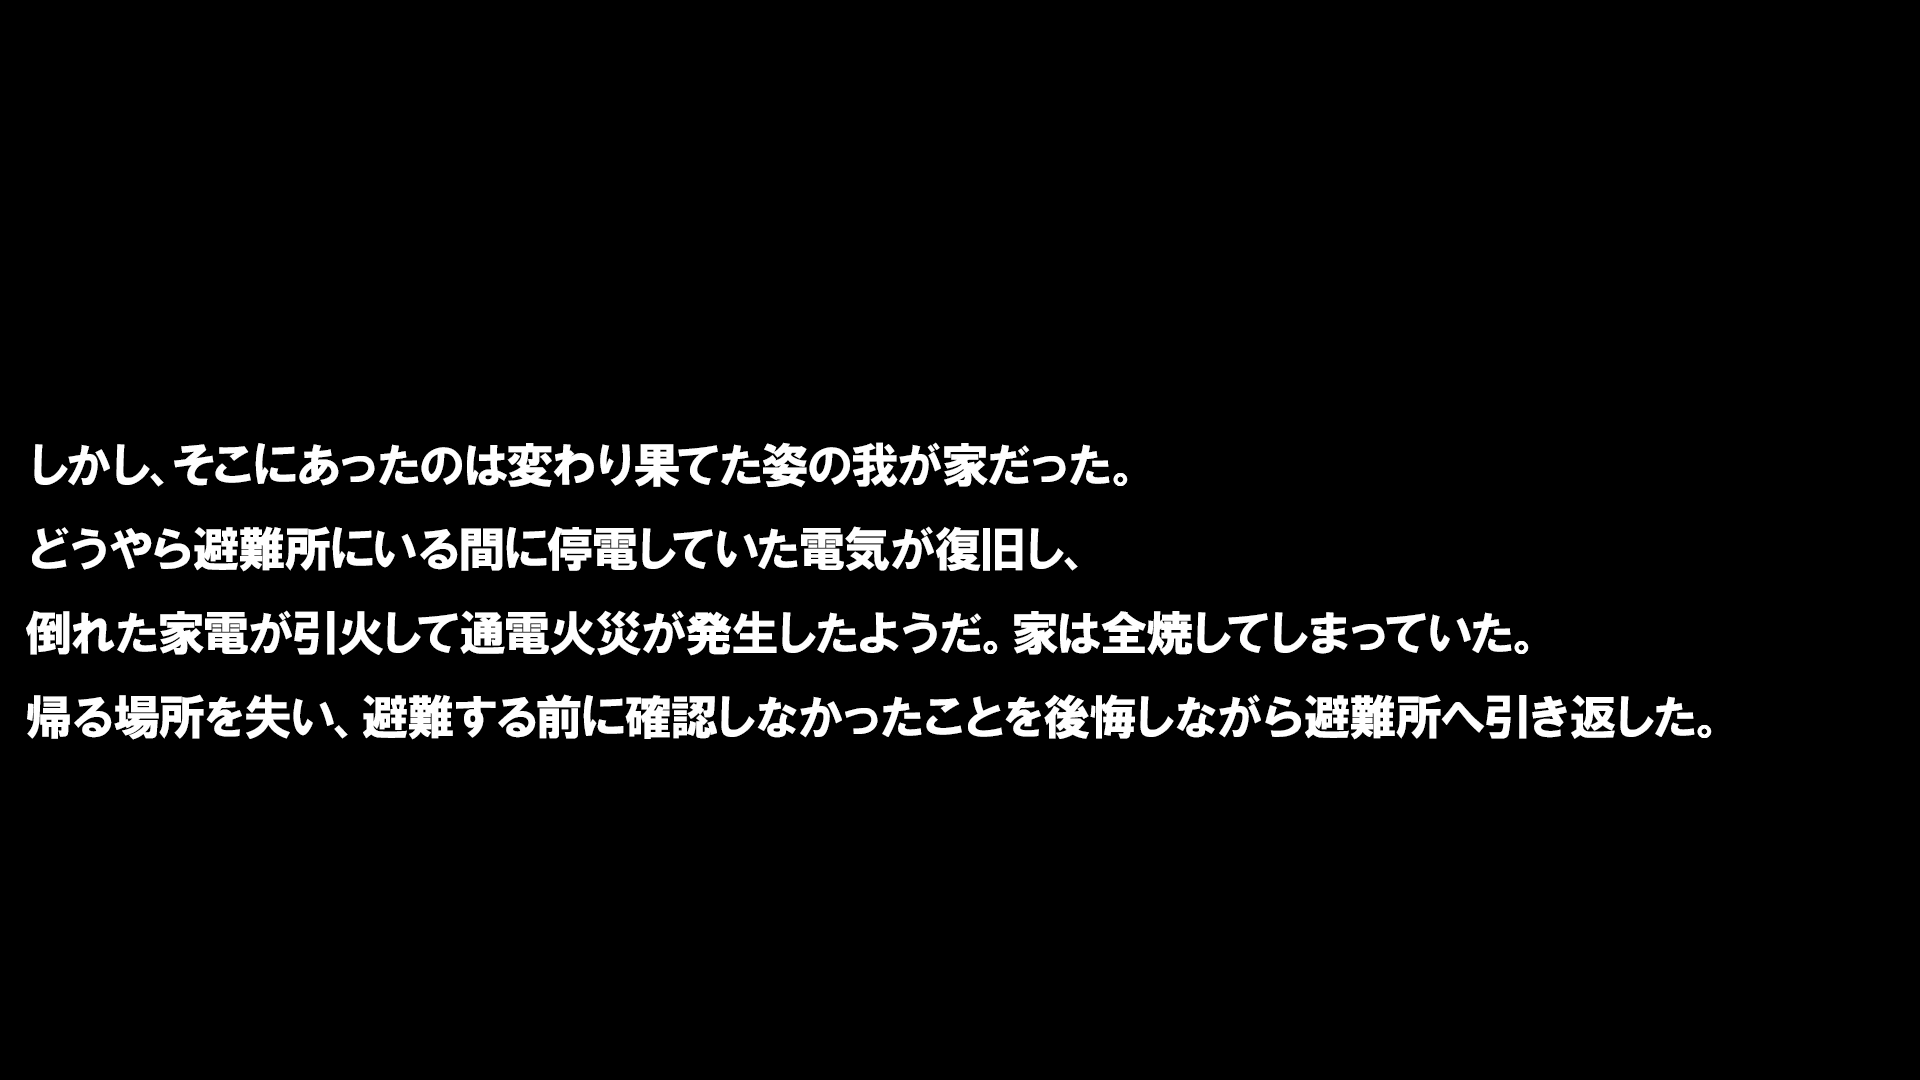 しかし、そこにあったのは変わり果てた姿の我が家だった。
どうやら避難所にいる間に停電していた電気が復旧し、
倒れた家電が引火して通電火災が発生したようだ。家は全焼してしまっていた。
帰る場所を失い、避難する前に確認しなかったことを後悔しながら避難所へ引き返した。